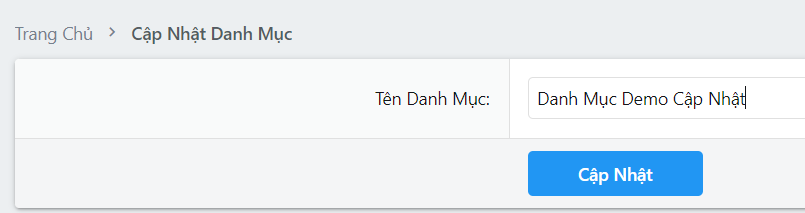 Trang Chủ > Cập Nhật Danh Mục
Tên Danh Mục: Danh Mục Demo Cập Nhật
Cập Nhật